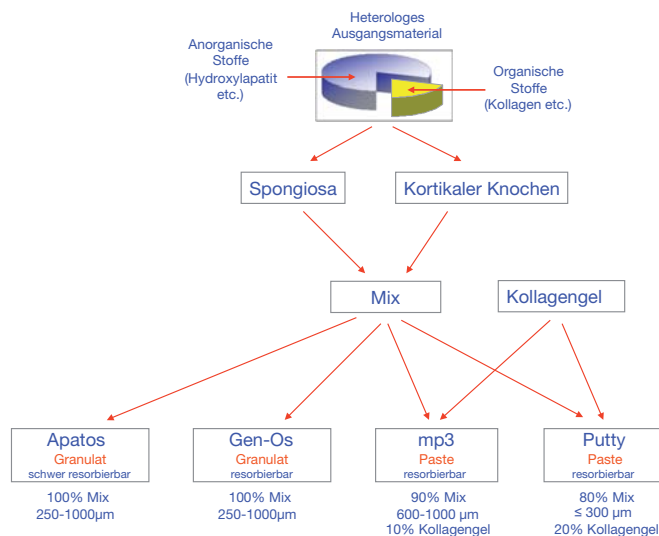 Heterologes
Ausgangsmaterial
Anorganische
Stoffe
(Hydroxylapatit
etc.)
Organische
Stoffe
(Kollagen etc.)
Spongiosa
Kortikaler Knochen
Mix
Kollagengel
Apatos
Granulat
schwer resorbierbar
100% Mix
250-1000µm
Gen-Os
Granulat
resorbierbar
100% Mix
250-1000µm
mp3
Paste
resorbierbar
90% Mix
600-1000 µm
10% Kollagengel
Putty
Paste
resorbierbar
80% Mix
≤ 300 µm
20% Kollagengel